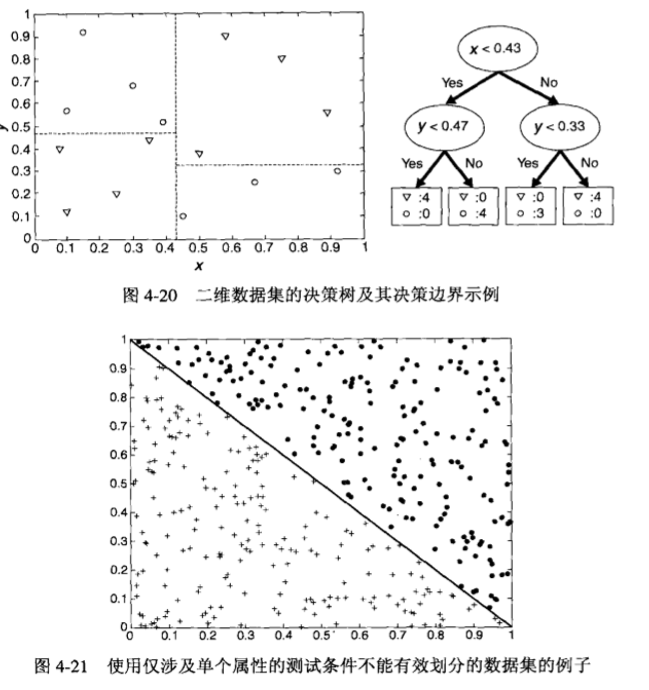 1
0.9
0.8
0.7
0.6
0.5
0.4
0.3
0.2
0.1
0
y
0 0.1 0.2 0.3 0.4 0.5 0.6 0.7 0.8 0.9 1
x
x < 0.43
Yes No
y < 0.47 y < 0.33
Yes No Yes No
▽ :4 ▽ :0 ▽ :0 ▽ :4
○ :0 ○ :4 ○ :3 ○ :0
图 4-20 二维数据集的决策树及其决策边界示例
1
0.9
0.8
0.7
0.6
0.5
0.4
0.3
0.2
0.1
0
0 0.1 0.2 0.3 0.4 0.5 0.6 0.7 0.8 0.9 1
图 4-21 使用仅涉及单个属性的测试条件不能有效划分的数据集的例子